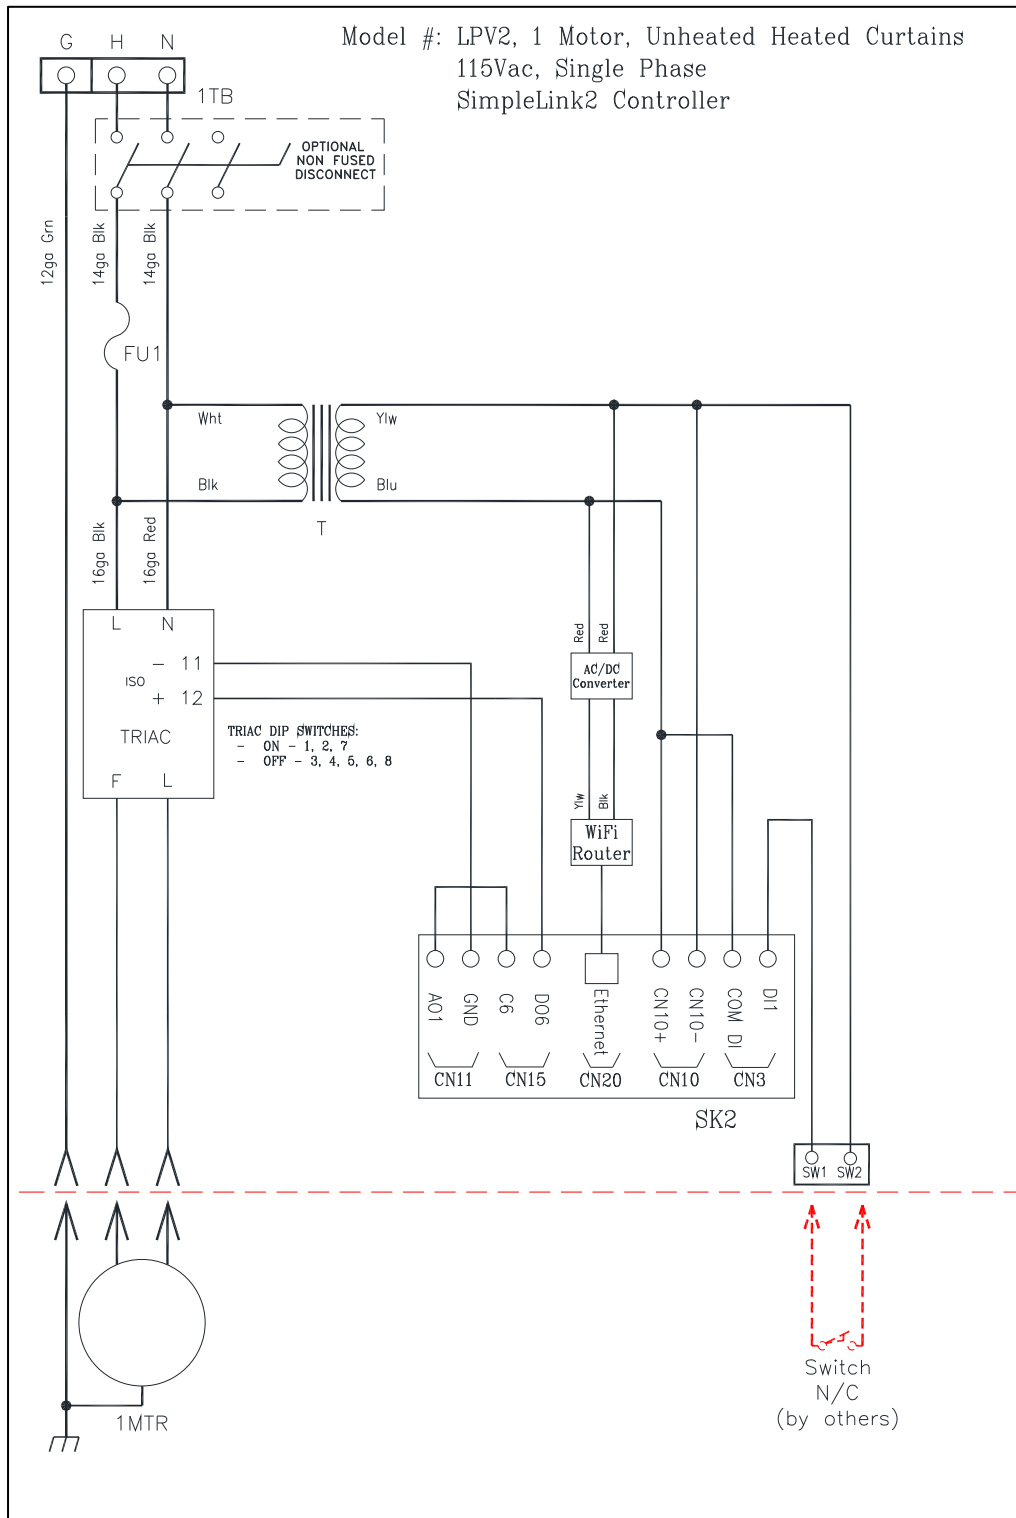 Model #: LPV2, 1 Motor, Unheated Heated Curtains
115Vac, Single Phase
SimpleLink2 Controller
G H N
1TB
OPTIONAL
NON FUSED
DISCONNECT
12ga Grn
14ga Blk
14ga Blk
FU1
Wht
Ylw
Blk
Blu
T
16ga Blk
16ga Red
L N
- 11
ISO
+ 12
TRIAC
F L
TRIAC DIP SWITCHES:
- ON - 1, 2, 7
- OFF - 3, 4, 5, 6, 8
Red
Red
AC/DC
Converter
Ylw
Blk
WiFi
Router
AO1
GND
C6
DO6
Ethernet
CN10+
CN10-
COM DI
DI1
CN11 CN15 CN20 CN10 CN3
SK2
SW1 SW2
Switch
N/C
(by others)
1MTR